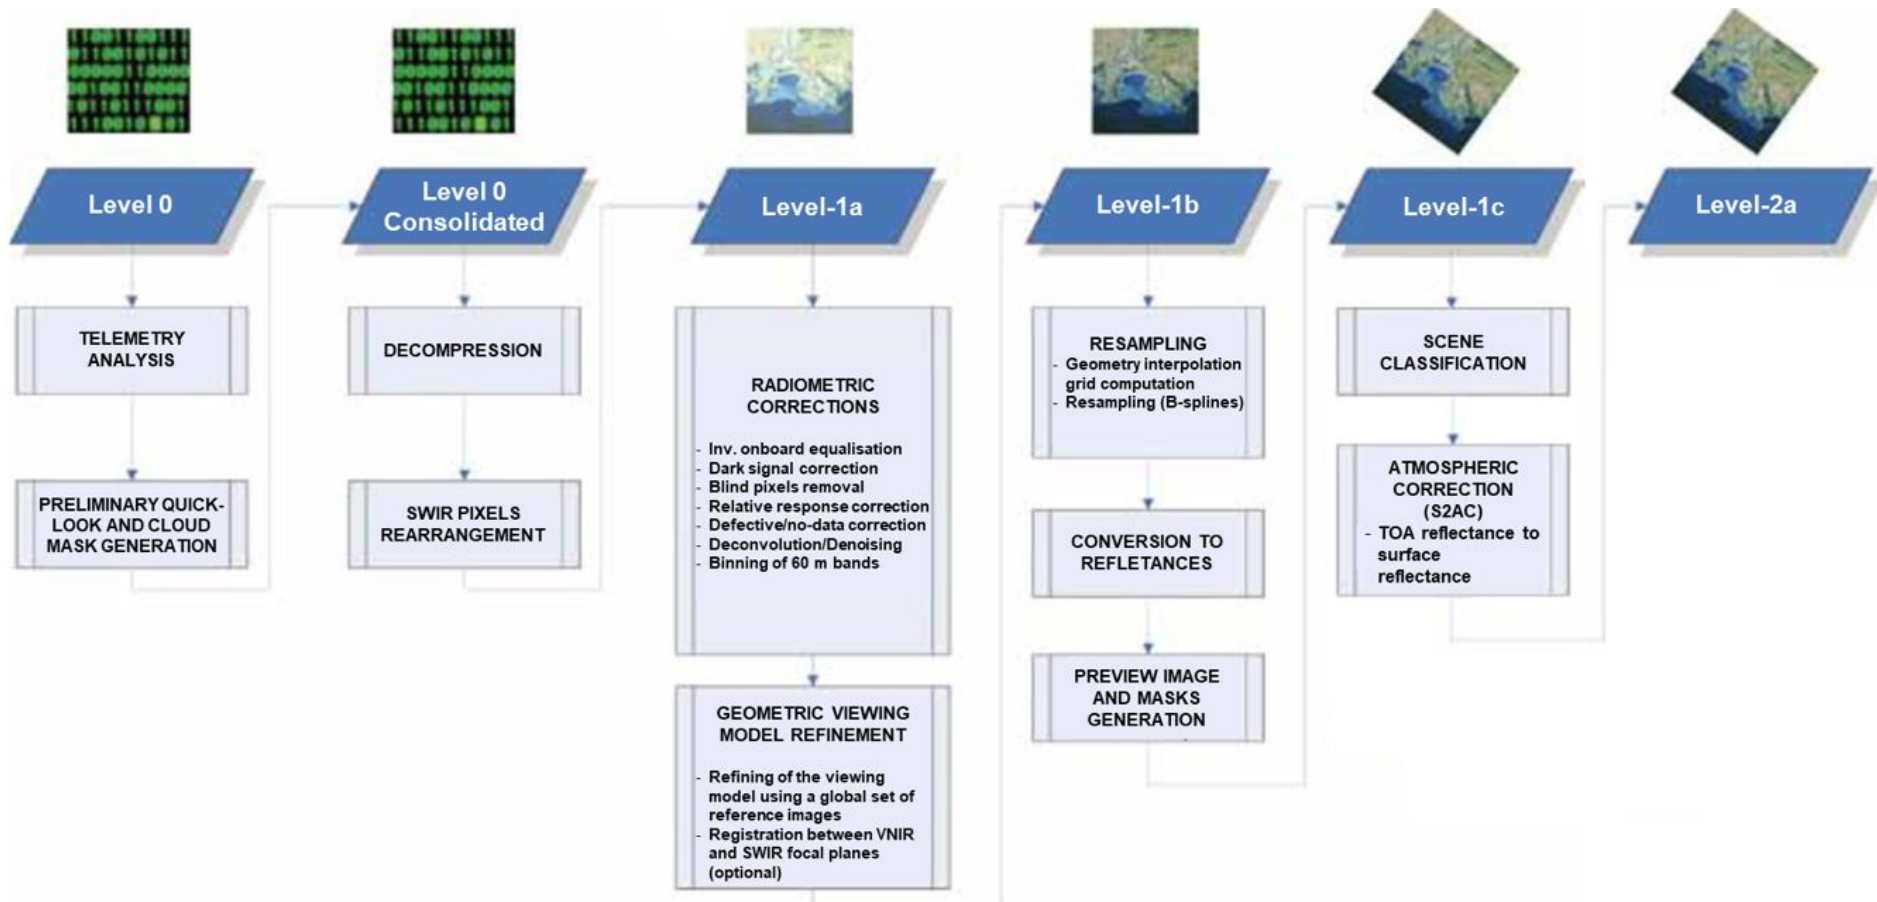 Level 0
TELEMETRY
ANALYSIS
PRELIMINARY QUICK-
LOOK AND CLOUD
MASK GENERATION
Level 0
Consolidated
DECOMPRESSION
SWIR PIXELS
REARRANGEMENT
Level-1a
RADIOMETRIC
CORRECTIONS
- Inv. onboard equalisation
- Dark signal correction
- Blind pixels removal
- Relative response correction
- Defective/no-data correction
- Deconvolution/Denoising
- Binning of 60 m bands
GEOMETRIC VIEWING
MODEL REFINEMENT
- Refining of the viewing
model using a global set of
reference images
- Registration between VNIR
and SWIR focal planes
(optional)
Level-1b
RESAMPLING
- Geometry interpolation
grid computation
- Resampling (B-splines)
CONVERSION TO
REFLETANCES
PREVIEW IMAGE
AND MASKS
GENERATION
Level-1c
SCENE
CLASSIFICATION
ATMOSPHERIC
CORRECTION
(S2AC)
- TOA reflectance to
surface
reflectance
Level-2a